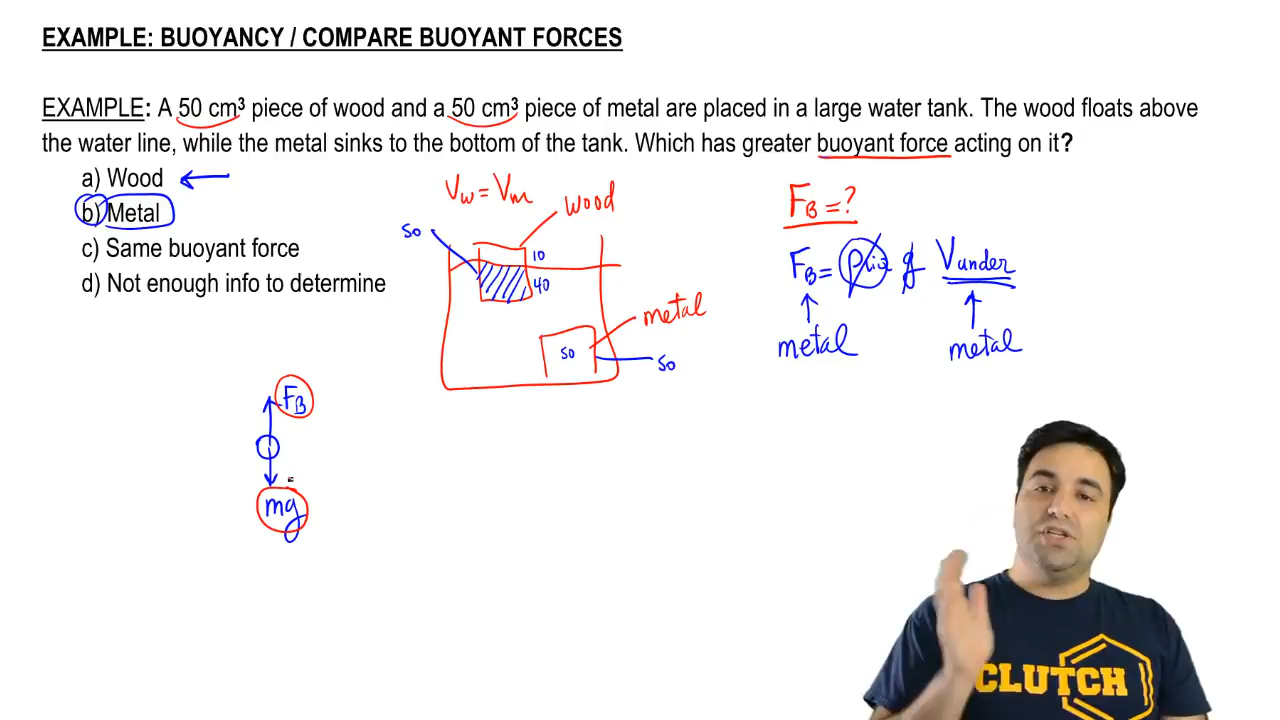 EXAMPLE: BUOYANCY / COMPARE BUOYANT FORCES
EXAMPLE: A 50 cm³ piece of wood and a 50 cm³ piece of metal are placed in a large water tank. The wood floats above
the water line, while the metal sinks to the bottom of the tank. Which has greater buoyant force acting on it?
a) Wood
b) Metal
c) Same buoyant force
d) Not enough info to determine
Vw = Vm
wood
50
10
40
metal
50
50
FB = ?
FB = ρliq g Vunder
metal
metal
FB
mg
CLUTCH